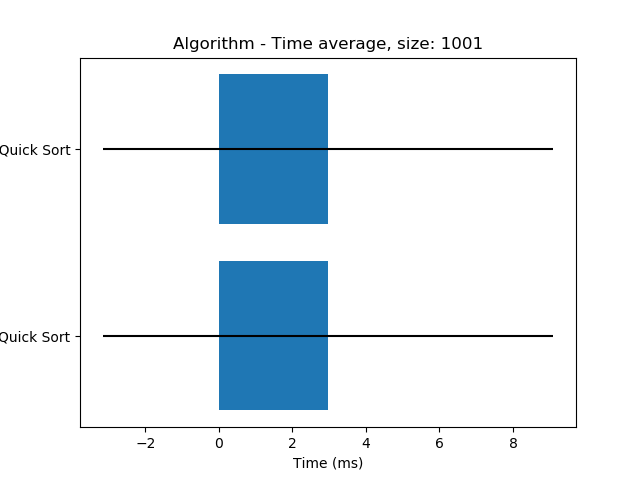 Algorithm - Time average, size: 1001
Quick Sort
Quick Sort
−2 0 2 4 6 8
Time (ms)